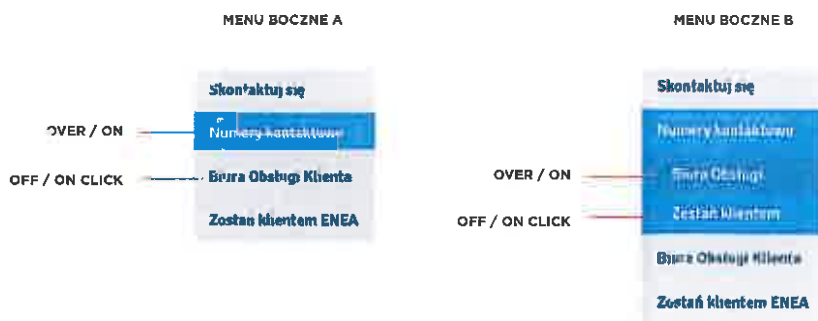 MENU BOCZNE A
Skontaktuj się
OVER / ON
Numery kontaktowe
OFF / ON CLICK
Biura Obsługi Klienta
Zostań klientem ENEA
MENU BOCZNE B
Skontaktuj się
Numery kontaktowe
OVER / ON
Biura Obsługi
OFF / ON CLICK
Zostań klientem
Biura Obsługi Klienta
Zostań klientem ENEA